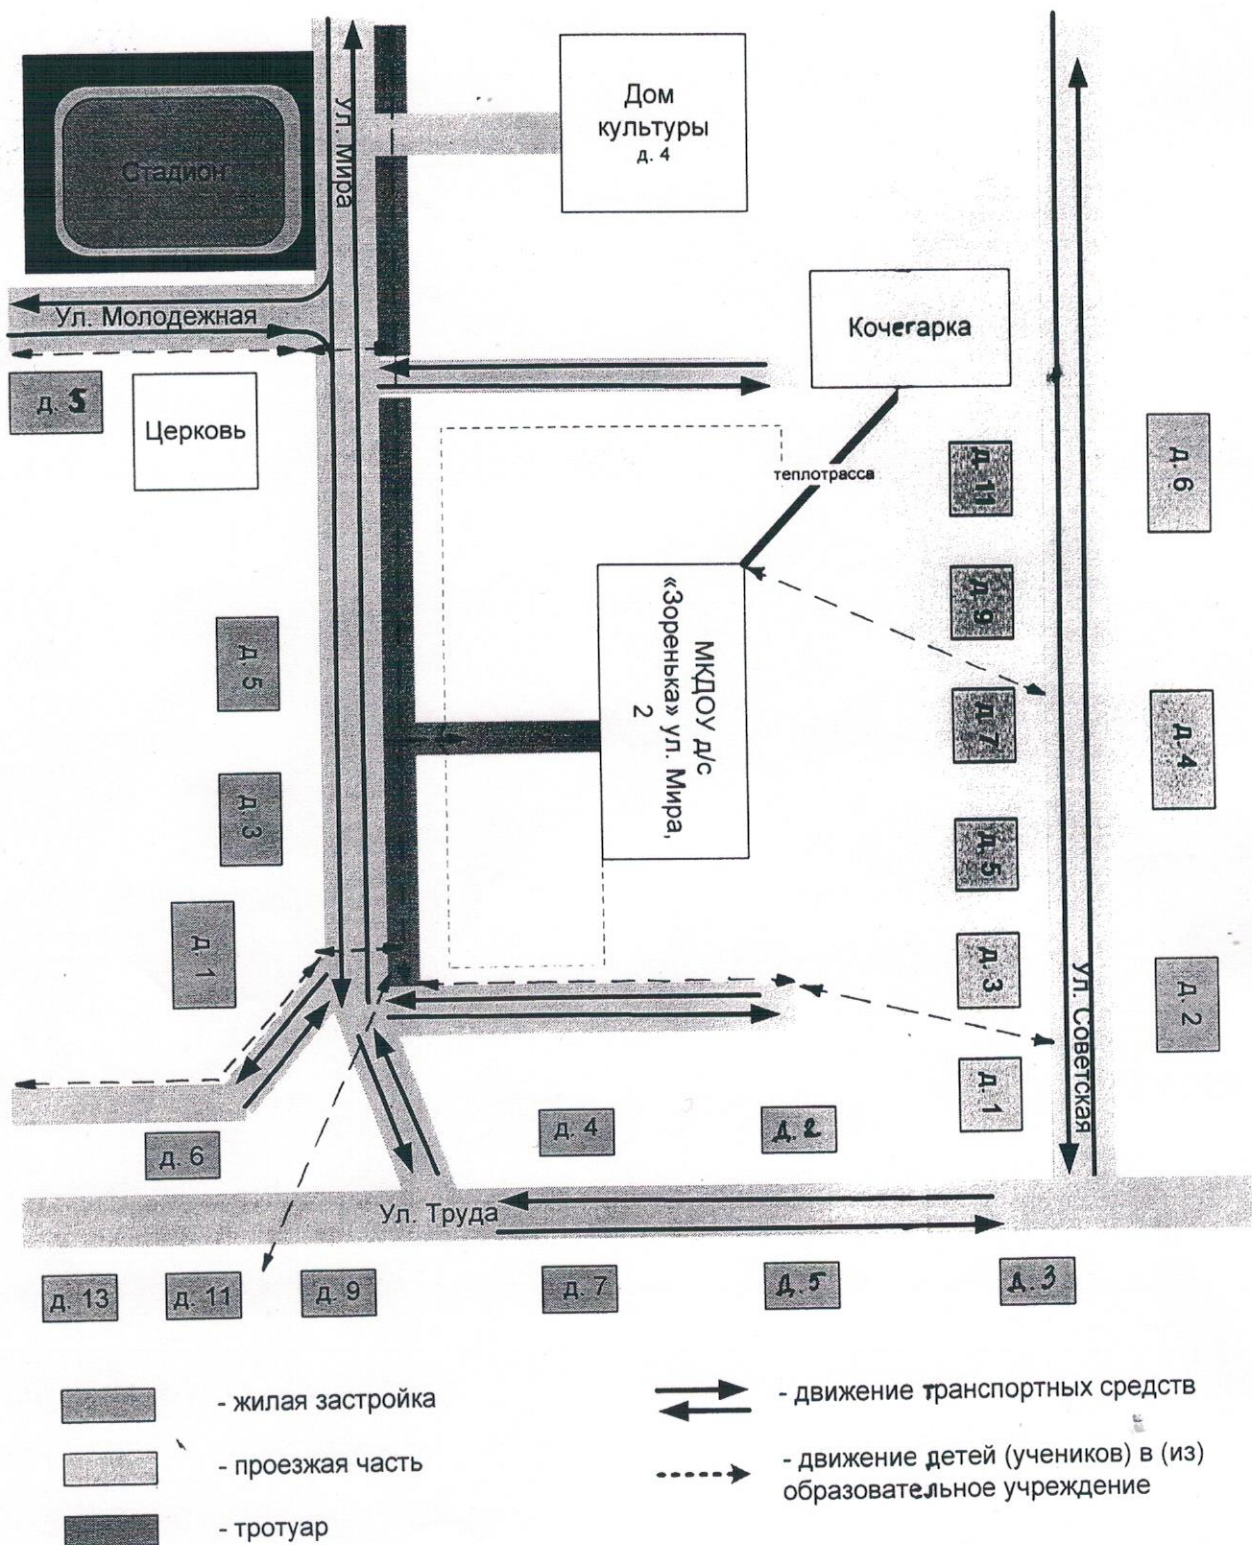 Дом
культуры
д. 4
ул. Мира
Стадион
Ул. Молодежная
Кочегарка
д. 5
Церковь
теплотрасса
д. 11
д. 6
д. 9
д. 5
МКДОУ д/с
«Зоренька» ул. Мира,
2
д. 7
д. 4
д. 3
д. 5
д. 1
д. 3
Ул. Советская
д. 2
д. 1
д. 6
д. 4
д. 2
Ул. Труда
д. 13
д. 11
д. 9
д. 7
д. 5
д. 3
- жилая застройка
- проезжая часть
- тротуар
- движение транспортных средств
- движение детей (учеников) в (из)
образовательное учреждение